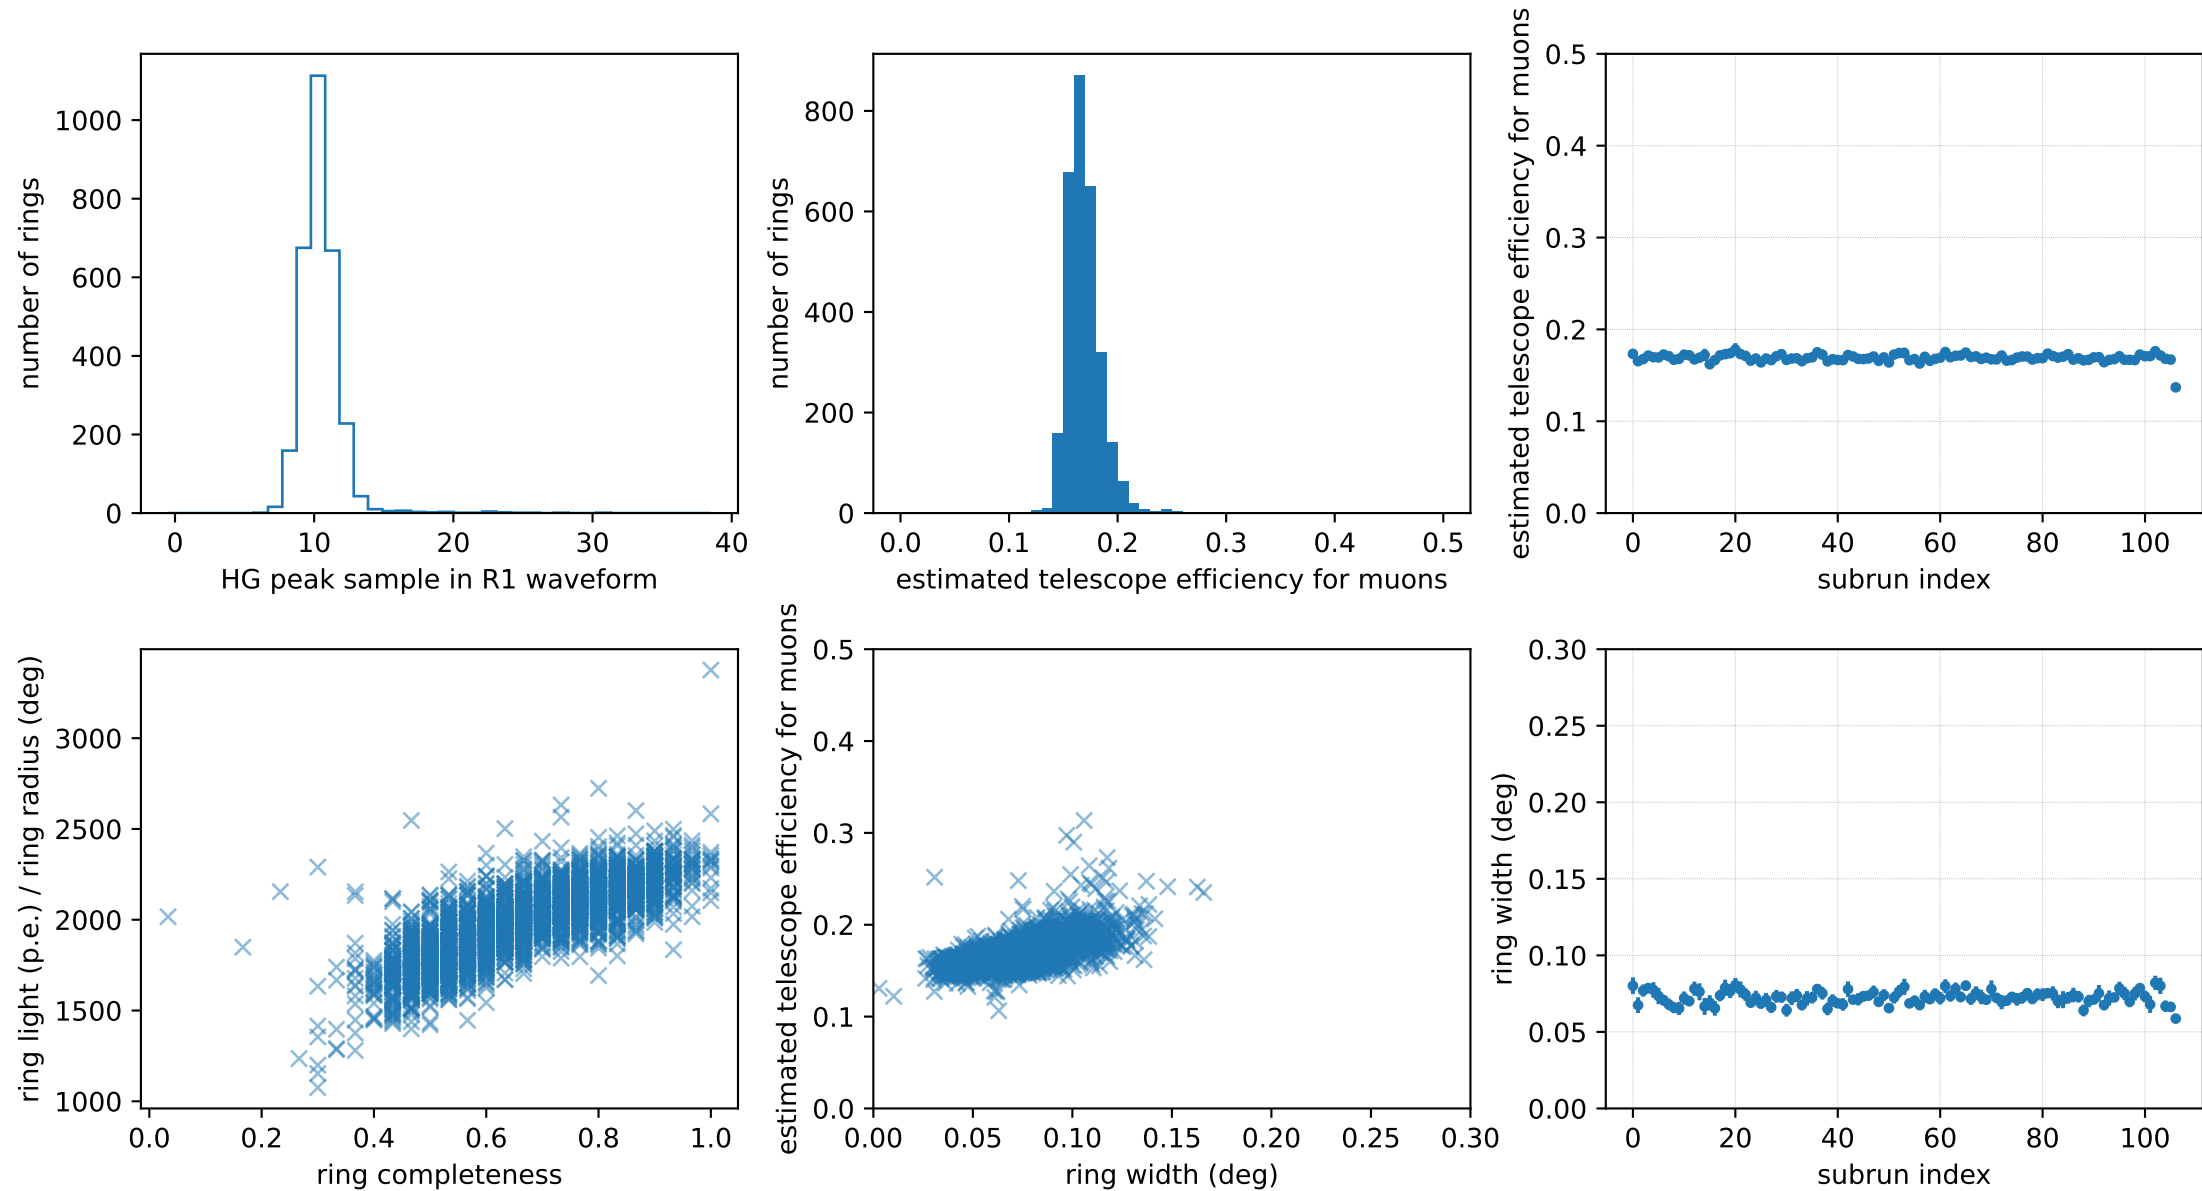 number of rings
1000
800
600
400
200
0
0 10 20 30 40
HG peak sample in R1 waveform
number of rings
800
600
400
200
0
0.0 0.1 0.2 0.3 0.4 0.5
estimated telescope efficiency for muons
estimated telescope efficiency for muons
0.5
0.4
0.3
0.2
0.1
0.0
0 20 40 60 80 100
subrun index
ring light (p.e.) / ring radius (deg)
3000
2500
2000
1500
1000
0.0 0.2 0.4 0.6 0.8 1.0
ring completeness
estimated telescope efficiency for muons
0.5
0.4
0.3
0.2
0.1
0.0
0.00 0.05 0.10 0.15 0.20 0.25 0.30
ring width (deg)
ring width (deg)
0.30
0.25
0.20
0.15
0.10
0.05
0.00
0 20 40 60 80 100
subrun index